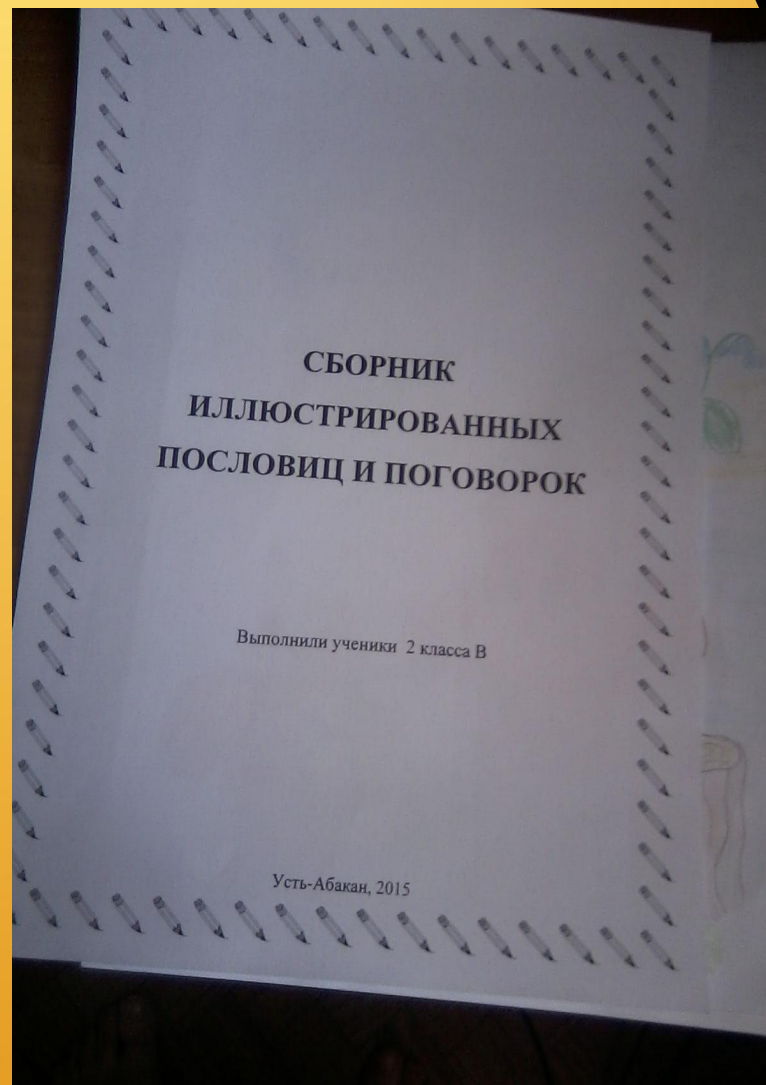 СБОРНИК
ИЛЛЮСТРИРОВАННЫХ
ПОСЛОВИЦ И ПОГОВОРОК
Выполнили ученики 2 класса В
Усть-Абакан, 2015